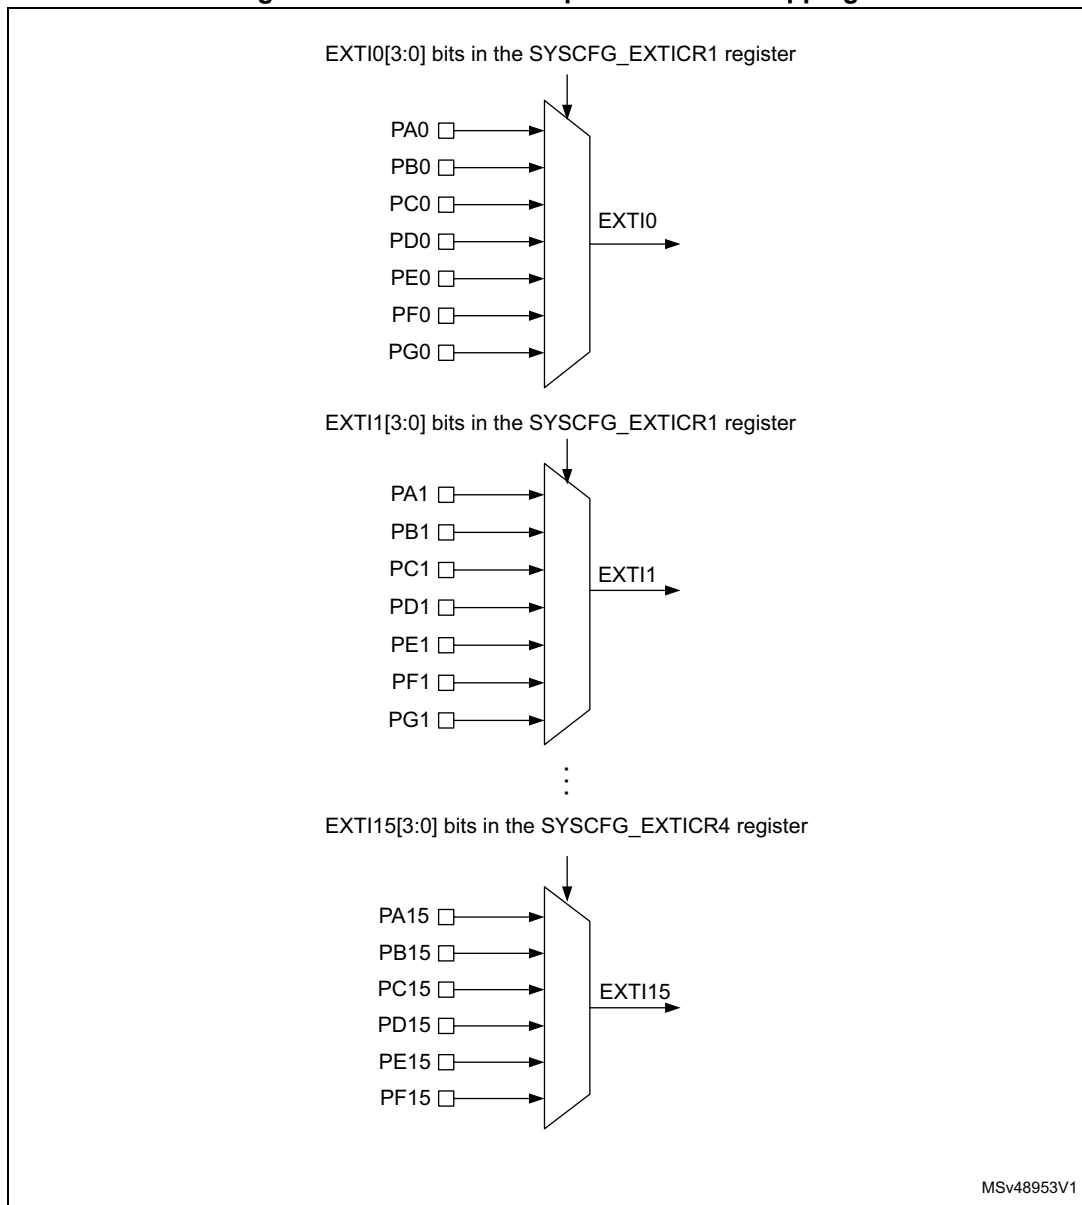 EXTI0[3:0] bits in the SYSCFG_EXTICR1 register
PA0
PB0
PC0
EXTI0
PD0
PE0
PF0
PG0
EXTI1[3:0] bits in the SYSCFG_EXTICR1 register
PA1
PB1
PC1
EXTI1
PD1
PE1
PF1
PG1
EXTI15[3:0] bits in the SYSCFG_EXTICR4 register
PA15
PB15
PC15
EXTI15
PD15
PE15
PF15
MSv48953V1